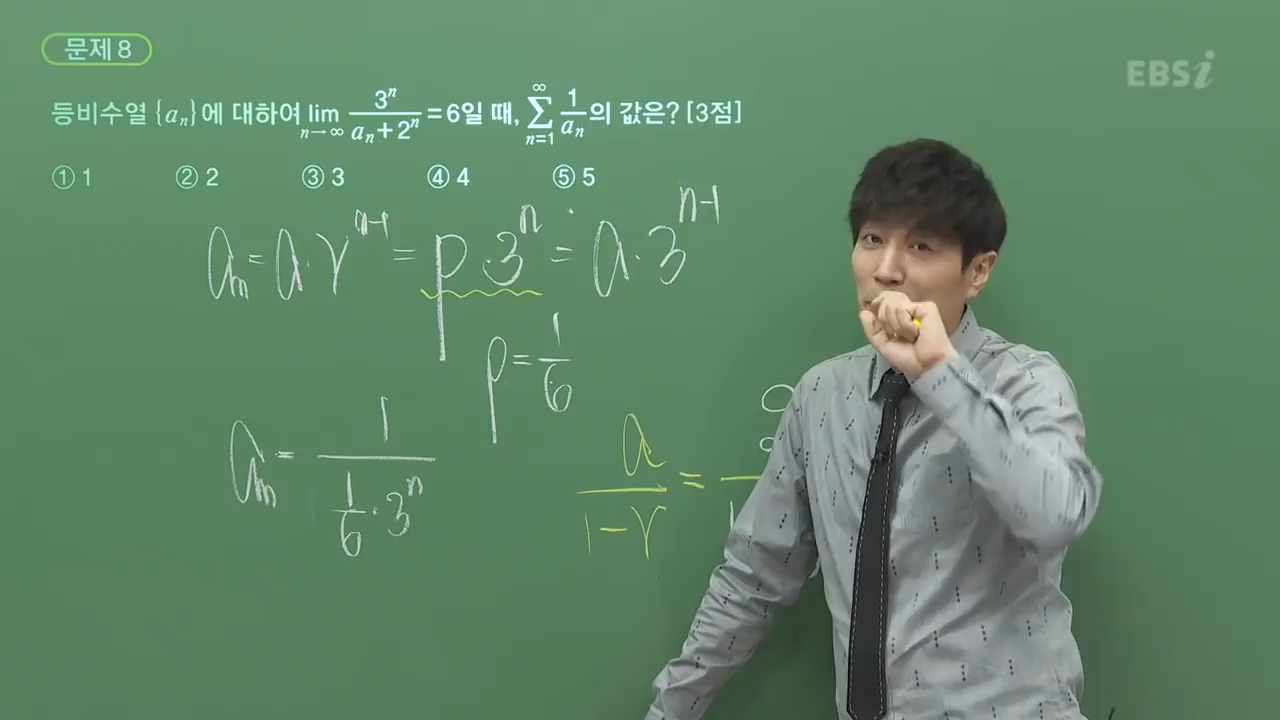 문제 8
EBSi
등비수열 {aₙ}에 대하여 lim n→∞ 3ⁿ/(aₙ+2ⁿ) = 6일 때, ∑ n=1 ∞ 1/aₙ의 값은? [3점]
① 1 ② 2 ③ 3 ④ 4 ⑤ 5
aₙ = a·rⁿ⁻¹ = p·3ⁿ = a·3ⁿ⁻¹
p = 1/6
aₙ = 1/(1/6·3ⁿ)
a/(1-r) =